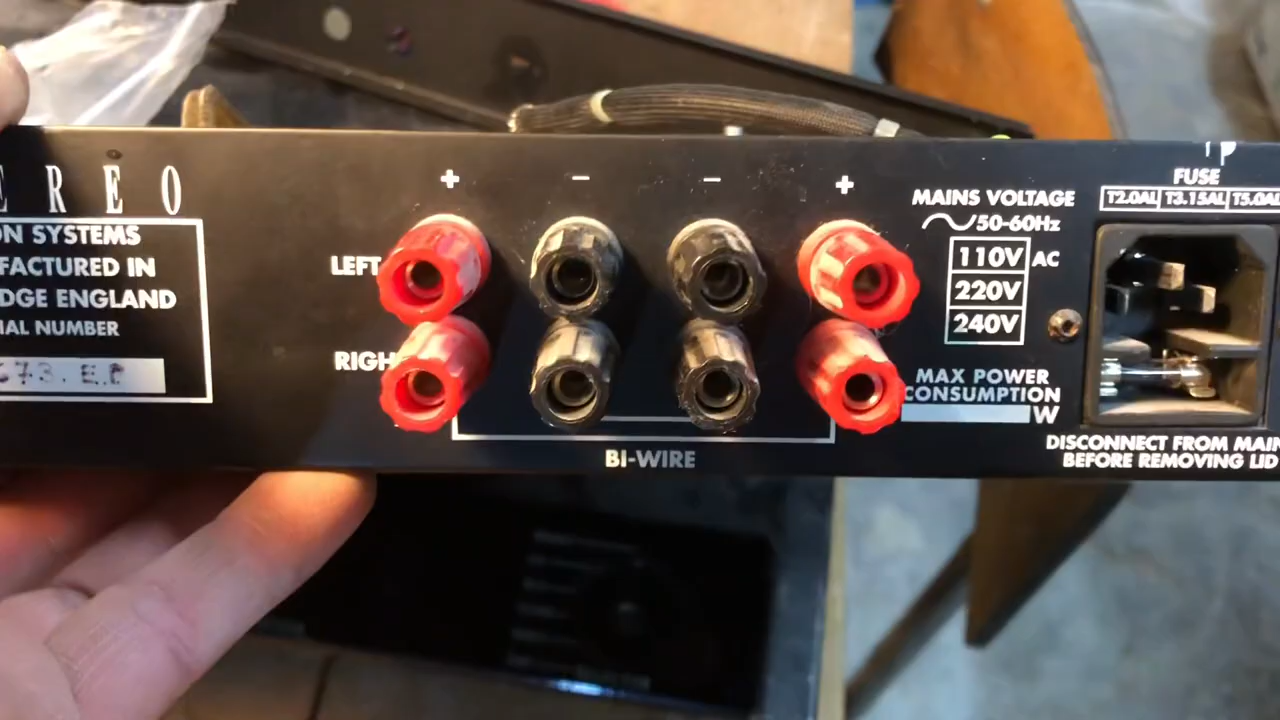 EREO
ON SYSTEMS
FACTURED IN
DGE ENGLAND
IAL NUMBER
673. E.P
+ − − +
LEFT
RIGH
BI-WIRE
MAINS VOLTAGE
50-60Hz
110V AC
220V
240V
MAX POWER
CONSUMPTION
W
FUSE
T2.0AL T3.15AL T5.0AL
DISCONNECT FROM MAIN
BEFORE REMOVING LID